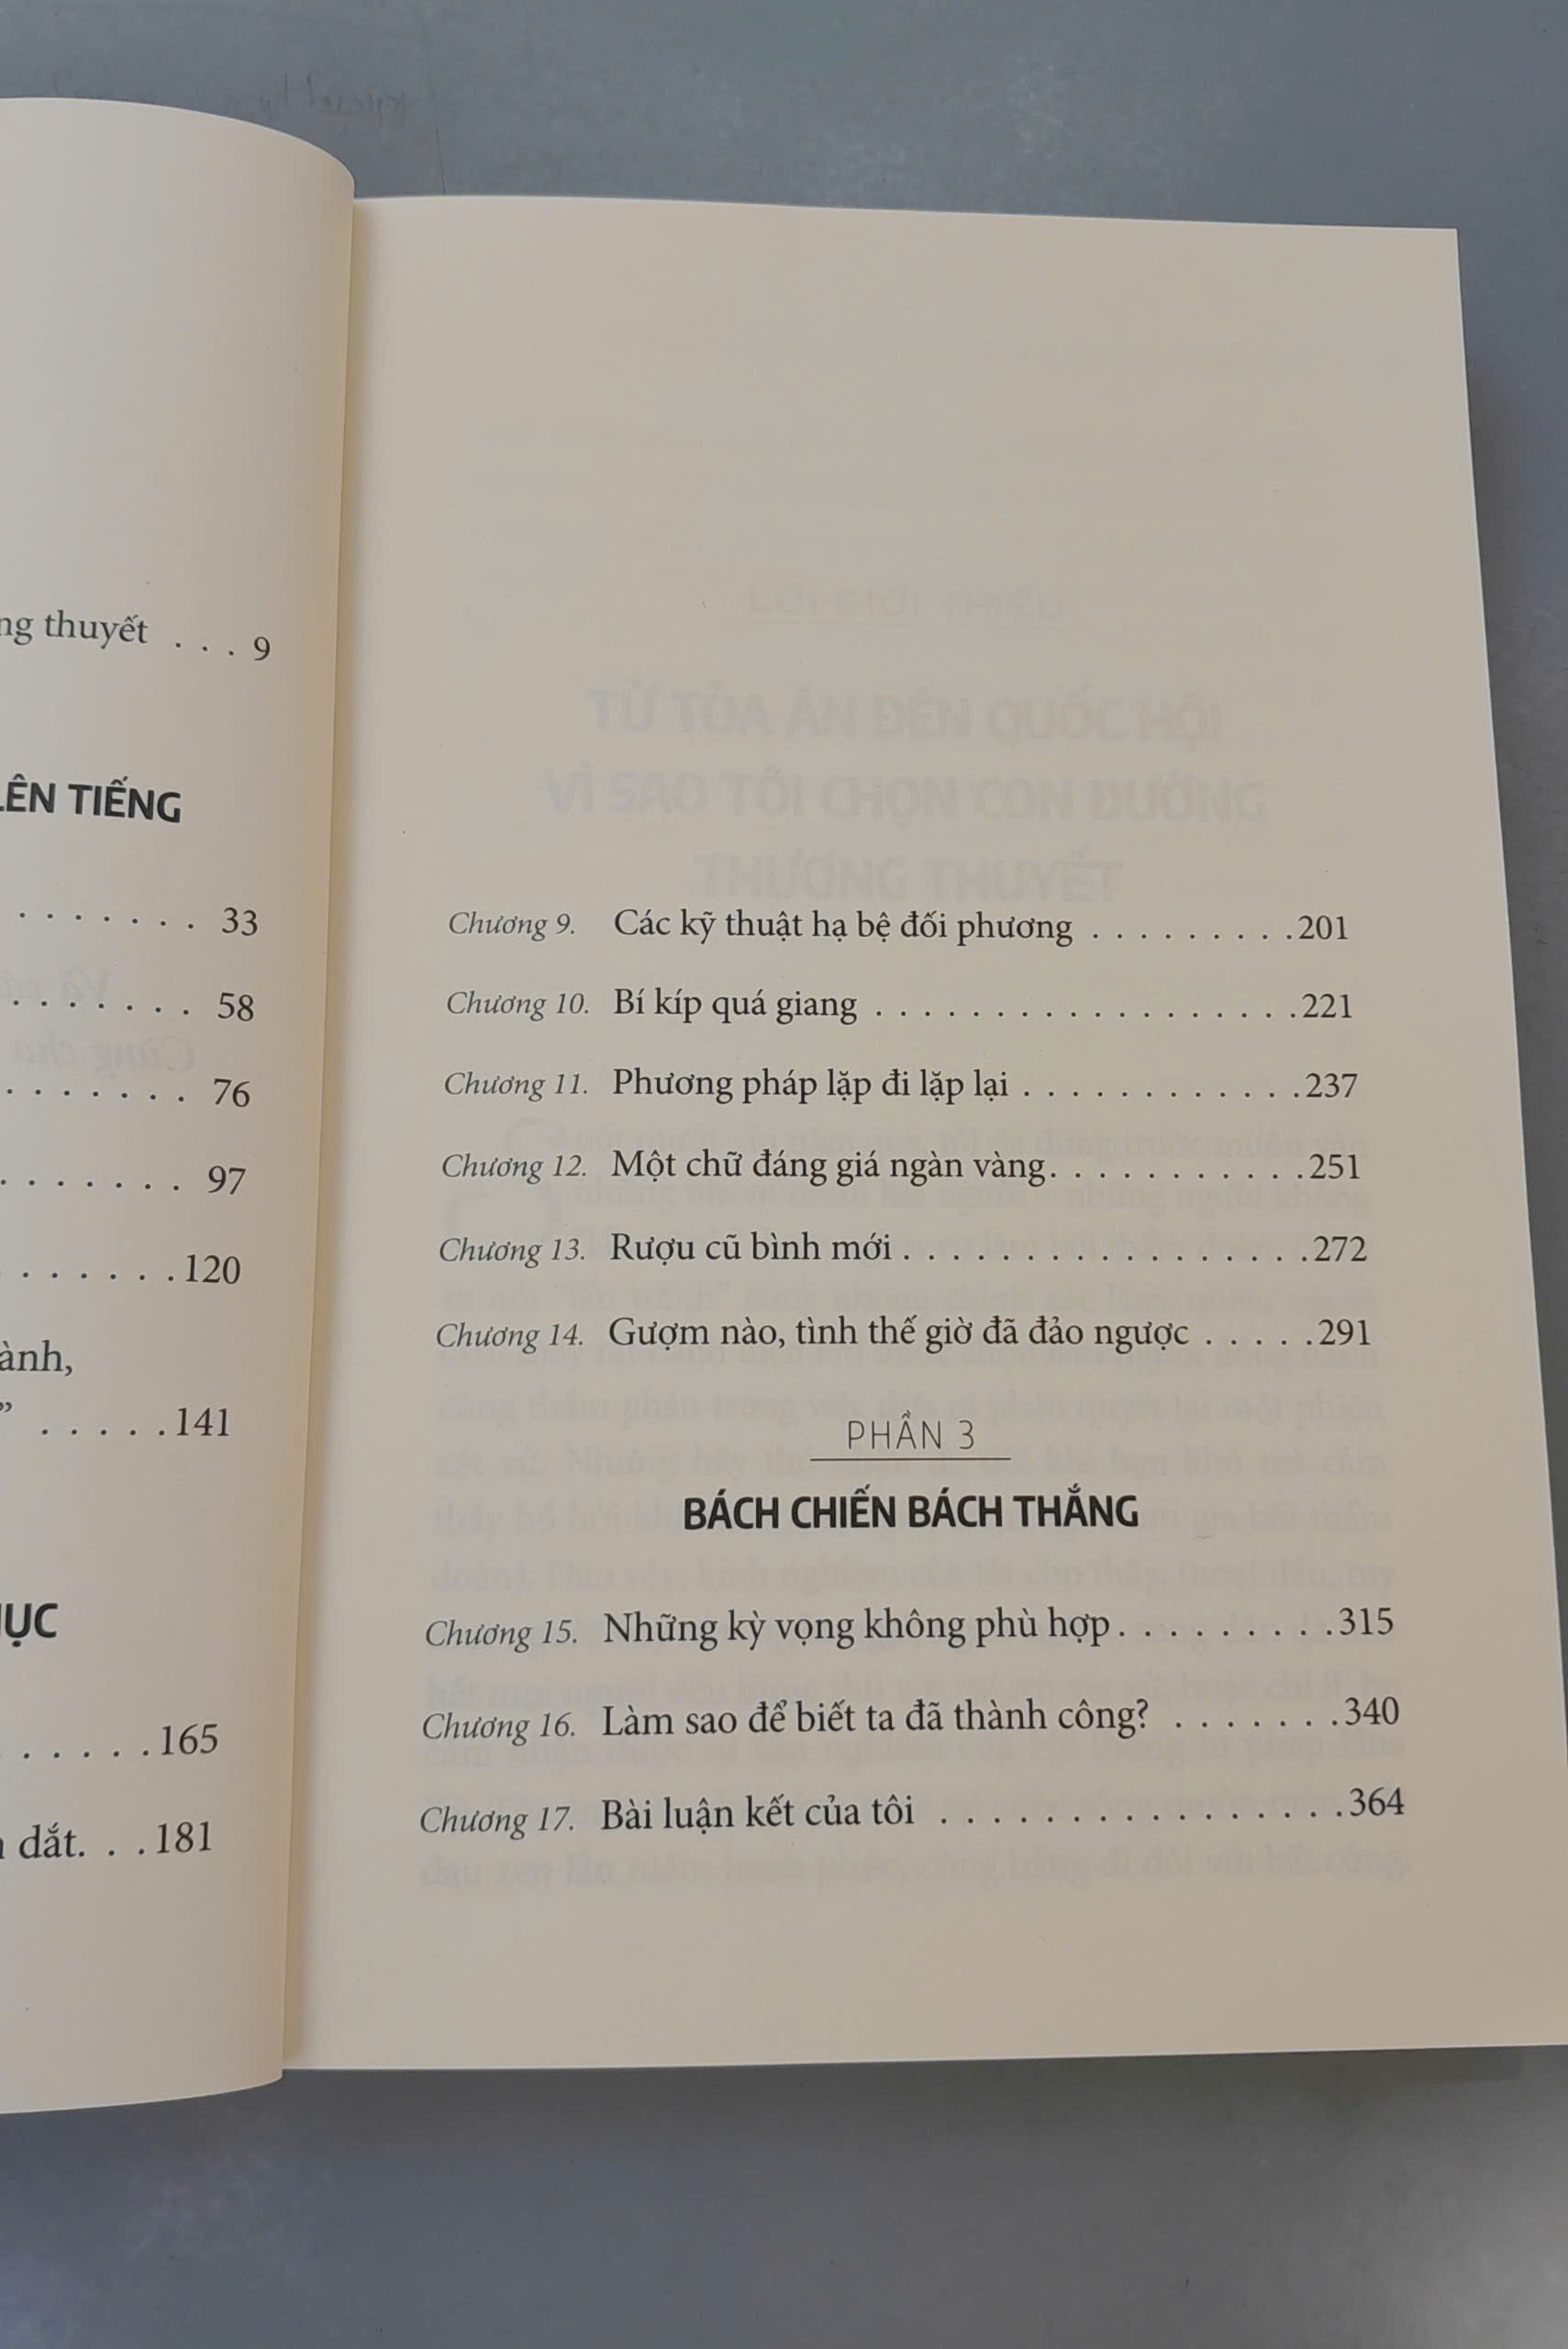 ng thuyết . . . 9
LÊN TIẾNG
. . . . . . . 33
. . . . . . . 58
. . . . . . . 76
. . . . . . . 97
. . . . . . 120
ành,
” . . . . . 141
ỤC
. . . . . . 165
dắt. . . 181
Chương 9. Các kỹ thuật hạ bệ đối phương . . . . . . . . . 201
Chương 10. Bí kíp quá giang . . . . . . . . . . . . . . . . . . 221
Chương 11. Phương pháp lặp đi lặp lại . . . . . . . . . . . . 237
Chương 12. Một chữ đáng giá ngàn vàng. . . . . . . . . . . 251
Chương 13. Rượu cũ bình mới . . . . . . . . . . . . . . . . . 272
Chương 14. Gượm nào, tình thế giờ đã đảo ngược . . . . . 291
PHẦN 3
BÁCH CHIẾN BÁCH THẮNG
Chương 15. Những kỳ vọng không phù hợp . . . . . . . . . 315
Chương 16. Làm sao để biết ta đã thành công? . . . . . . . 340
Chương 17. Bài luận kết của tôi . . . . . . . . . . . . . . . . 364